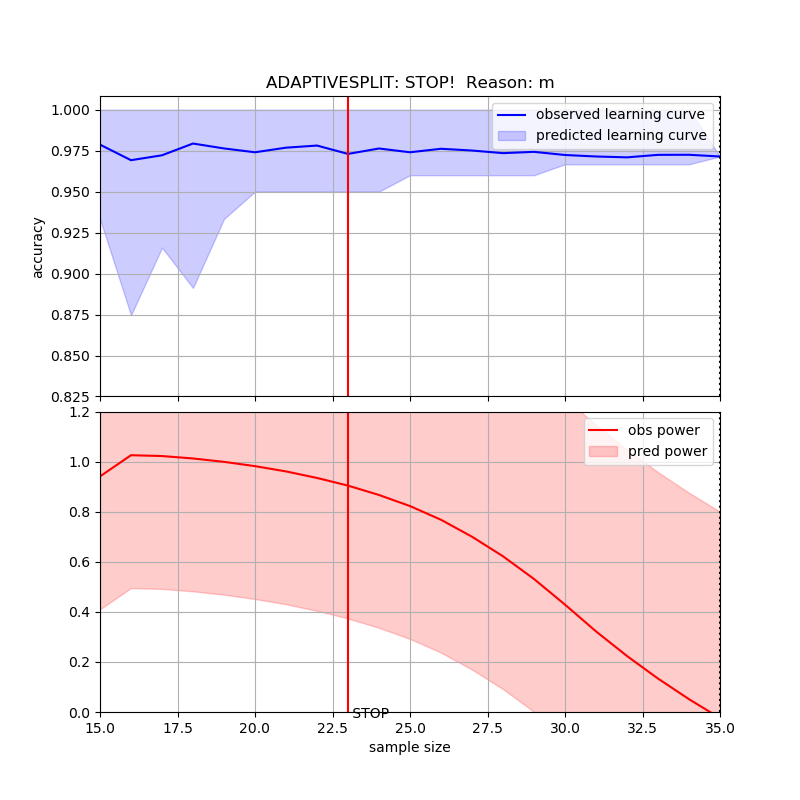 ADAPTIVESPLIT: STOP!  Reason: m
1.000
0.975
0.950
0.925
0.900
0.875
0.850
0.825
accuracy
observed learning curve
predicted learning curve
1.2
1.0
0.8
0.6
0.4
0.2
0.0
obs power
pred power
STOP
15.0 17.5 20.0 22.5 25.0 27.5 30.0 32.5 35.0
sample size